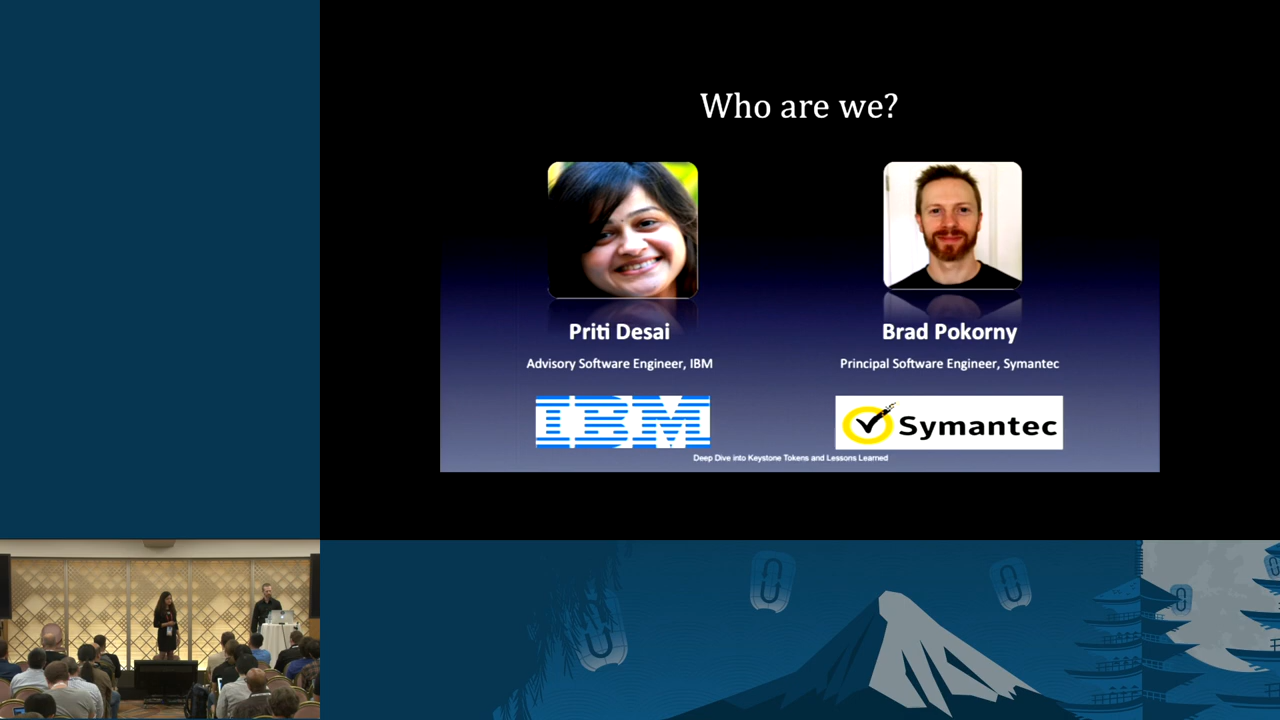 Who are we?
Priti Desai
Advisory Software Engineer, IBM
IBM
Brad Pokorny
Principal Software Engineer, Symantec
Symantec
Deep Dive into Keystone Tokens and Lessons Learned